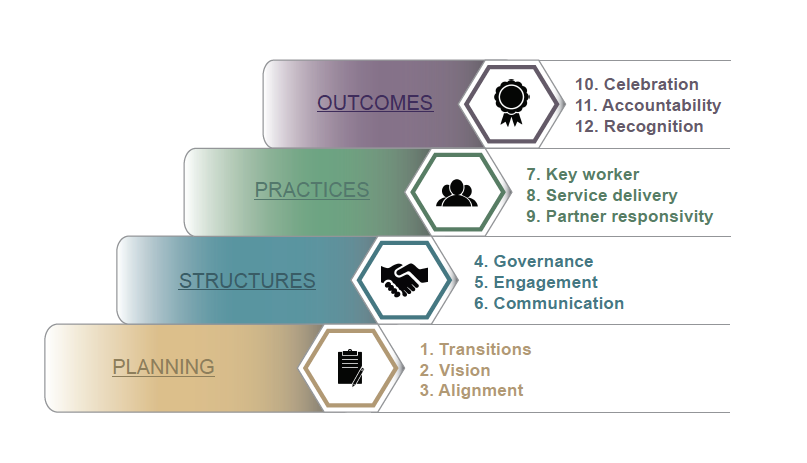 OUTCOMES
10. Celebration
11. Accountability
12. Recognition
PRACTICES
7. Key worker
8. Service delivery
9. Partner responsivity
STRUCTURES
4. Governance
5. Engagement
6. Communication
PLANNING
1. Transitions
2. Vision
3. Alignment